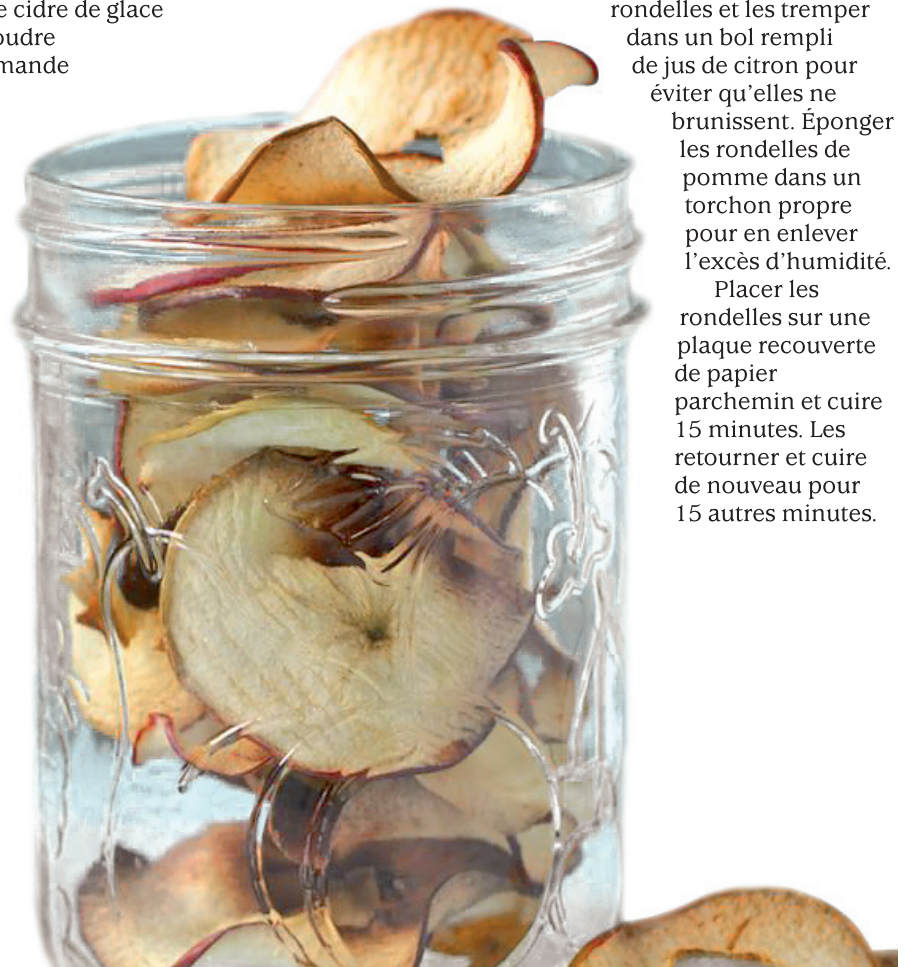 e cidre de glace
oudre
mande
rondelles et les tremper
dans un bol rempli
de jus de citron pour
éviter qu’elles ne
brunissent. Éponger
les rondelles de
pomme dans un
torchon propre
pour en enlever
l’excès d’humidité.
Placer les
rondelles sur une
plaque recouverte
de papier
parchemin et cuire
15 minutes. Les
retourner et cuire
de nouveau pour
15 autres minutes.